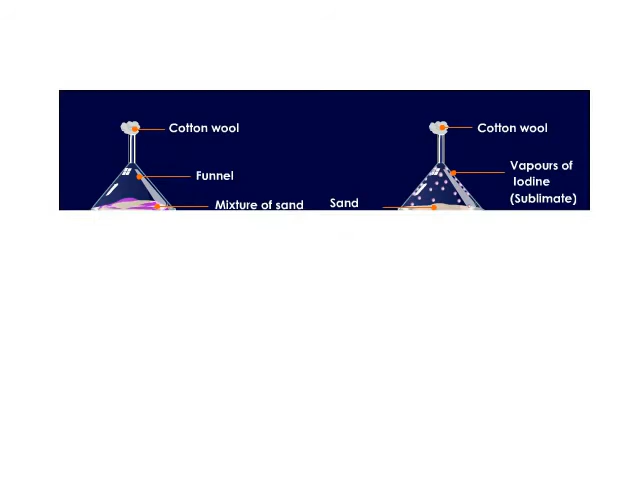 Cotton wool
Funnel
Mixture of sand
Cotton wool
Vapours of
Iodine
(Sublimate)
Sand